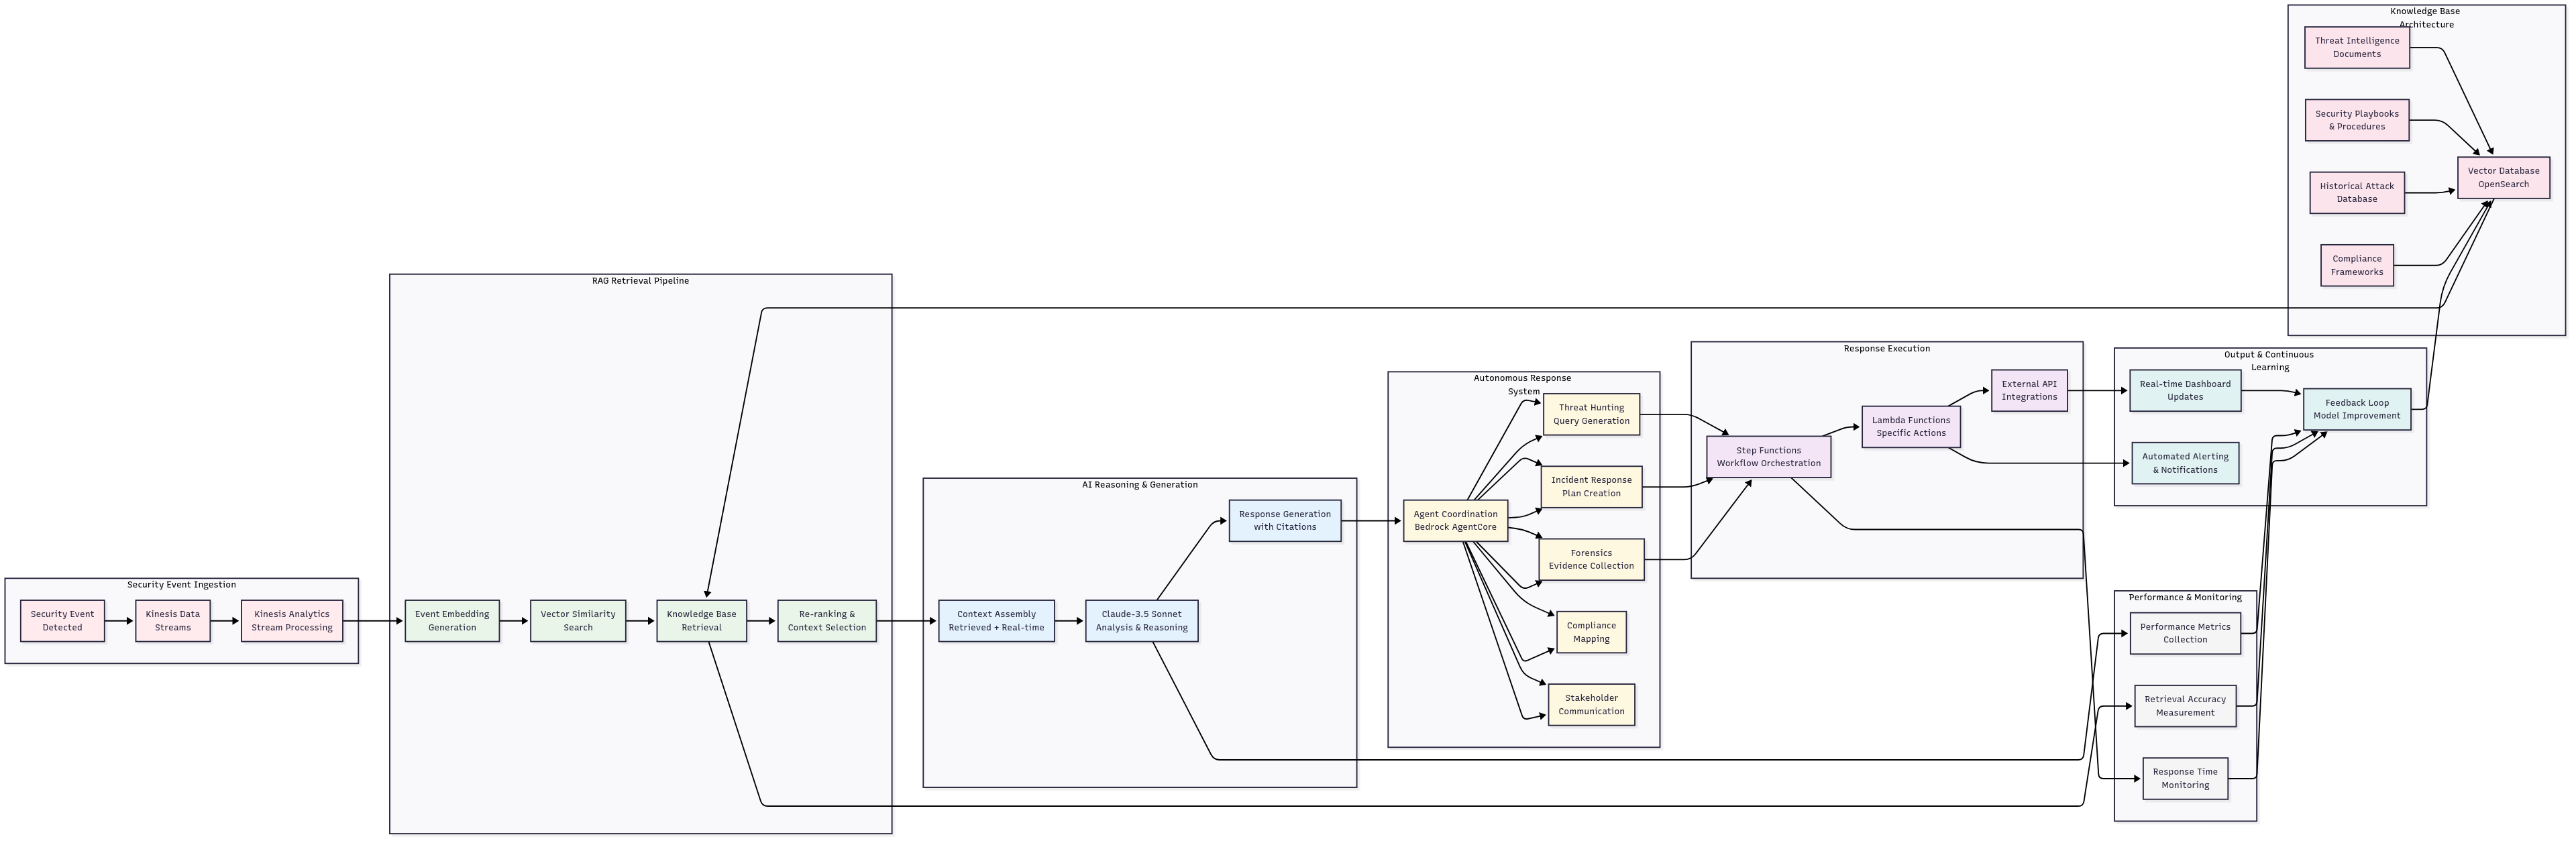 Knowledge Base
Architecture
Threat Intelligence
Documents
Security Playbooks
& Procedures
Historical Attack
Database
Compliance
Frameworks
Vector Database
OpenSearch
Security Event Ingestion
Security Event
Detected
Kinesis Data
Streams
Kinesis Analytics
Stream Processing
RAG Retrieval Pipeline
Event Embedding
Generation
Vector Similarity
Search
Knowledge Base
Retrieval
Re-ranking &
Context Selection
AI Reasoning & Generation
Context Assembly
Retrieved + Real-time
Claude-3.5 Sonnet
Analysis & Reasoning
Response Generation
with Citations
Autonomous Response
System
Agent Coordination
Bedrock AgentCore
Threat Hunting
Query Generation
Incident Response
Plan Creation
Forensics
Evidence Collection
Compliance
Mapping
Stakeholder
Communication
Response Execution
Step Functions
Workflow Orchestration
Lambda Functions
Specific Actions
External API
Integrations
Output & Continuous
Learning
Real-time Dashboard
Updates
Automated Alerting
& Notifications
Feedback Loop
Model Improvement
Performance & Monitoring
Performance Metrics
Collection
Retrieval Accuracy
Measurement
Response Time
Monitoring